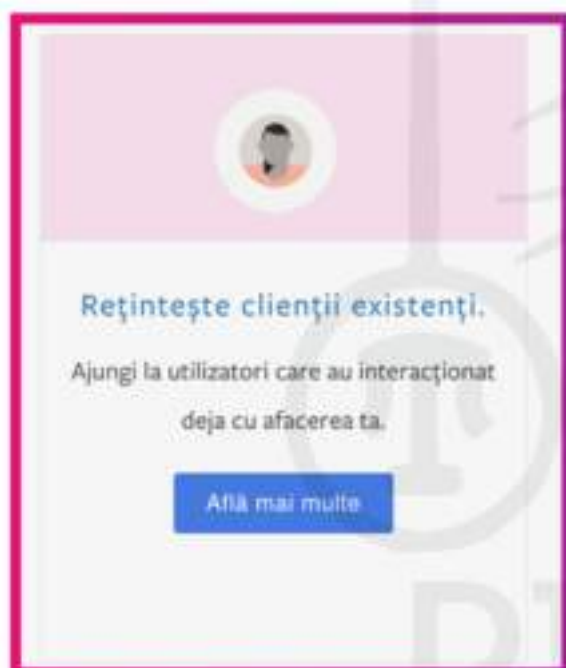 Reţinteşte clienţii existenţi.
Ajungi la utilizatori care au interacţionat
deja cu afacerea ta.
Află mai multe